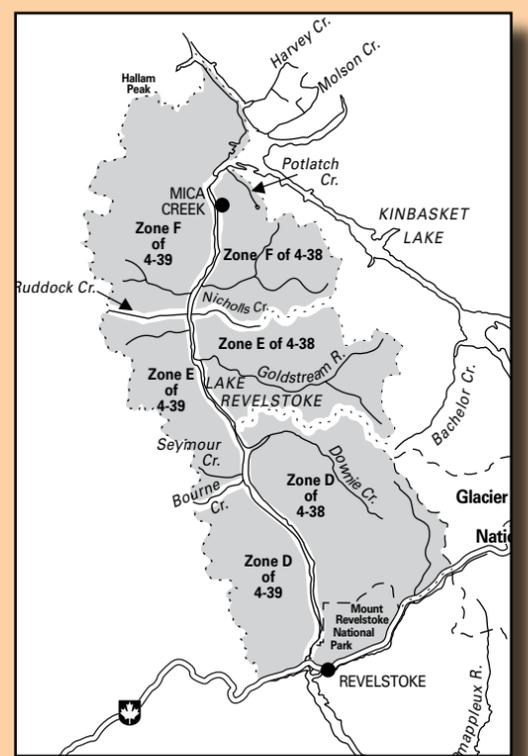 Harvey Cr.
Molson Cr.
Hallam
Peak
Potlatch
Cr.
MICA
CREEK
KINBASKET
LAKE
Zone F
of
4-39
Zone F of 4-38
Ruddock Cr.
Nicholls Cr.
Zone E of 4-38
Goldstream R.
Zone E
of
4-39
LAKE
REVELSTOKE
Bachelor Cr.
Seymour
Cr.
Downie Cr.
Bourne
Cr.
Zone D
of
4-38
Glacier
Natio
Zone D
of
4-39
Mount
Revelstoke
National
Park
REVELSTOKE
nappleux R.